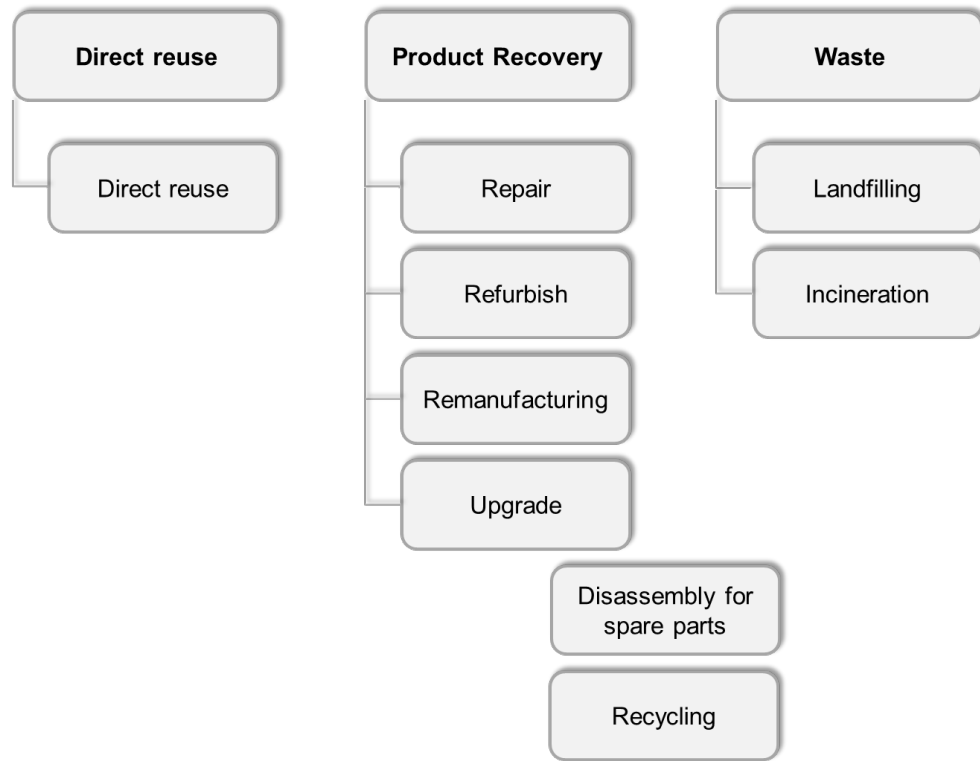 Direct reuse
Direct reuse
Product Recovery
Repair
Refurbish
Remanufacturing
Upgrade
Waste
Landfilling
Incineration
Disassembly for
spare parts
Recycling